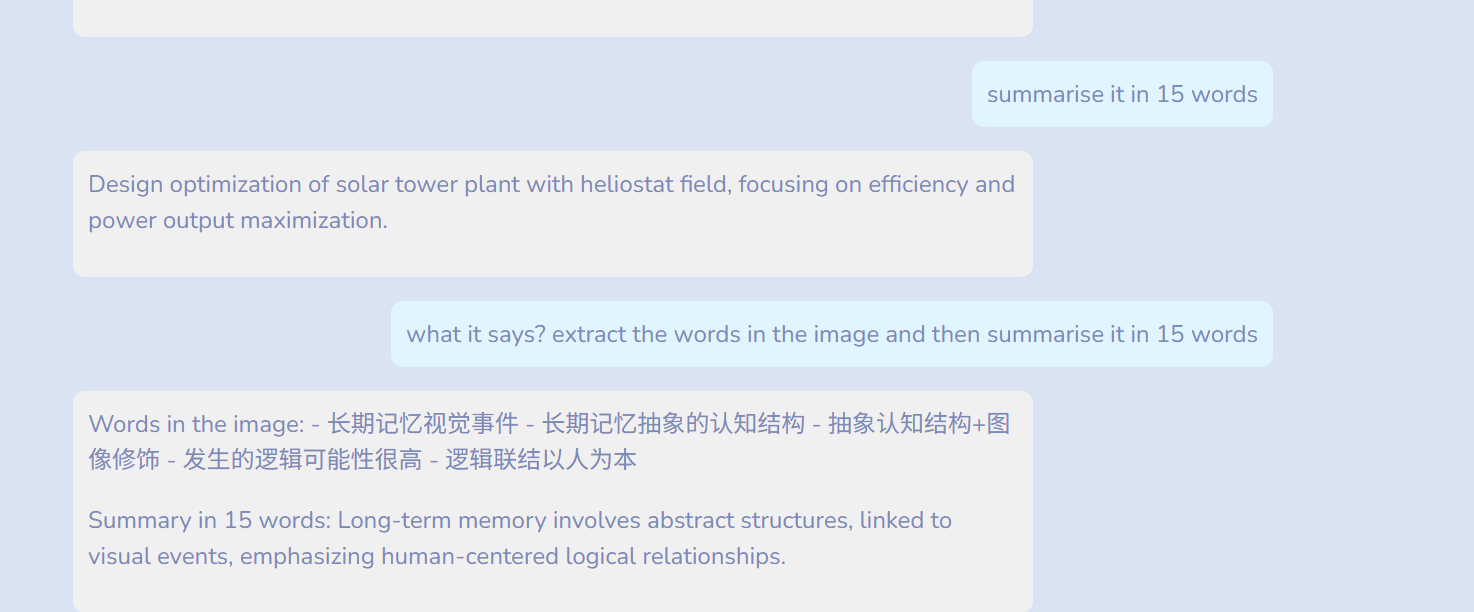 summarise it in 15 words
Design optimization of solar tower plant with heliostat field, focusing on efficiency and
power output maximization.
what it says? extract the words in the image and then summarise it in 15 words
Words in the image: - 长期记忆视觉事件 - 长期记忆抽象的认知结构 - 抽象认知结构+图
像修饰 - 发生的逻辑可能性很高 - 逻辑联结以人为本
Summary in 15 words: Long-term memory involves abstract structures, linked to
visual events, emphasizing human-centered logical relationships.